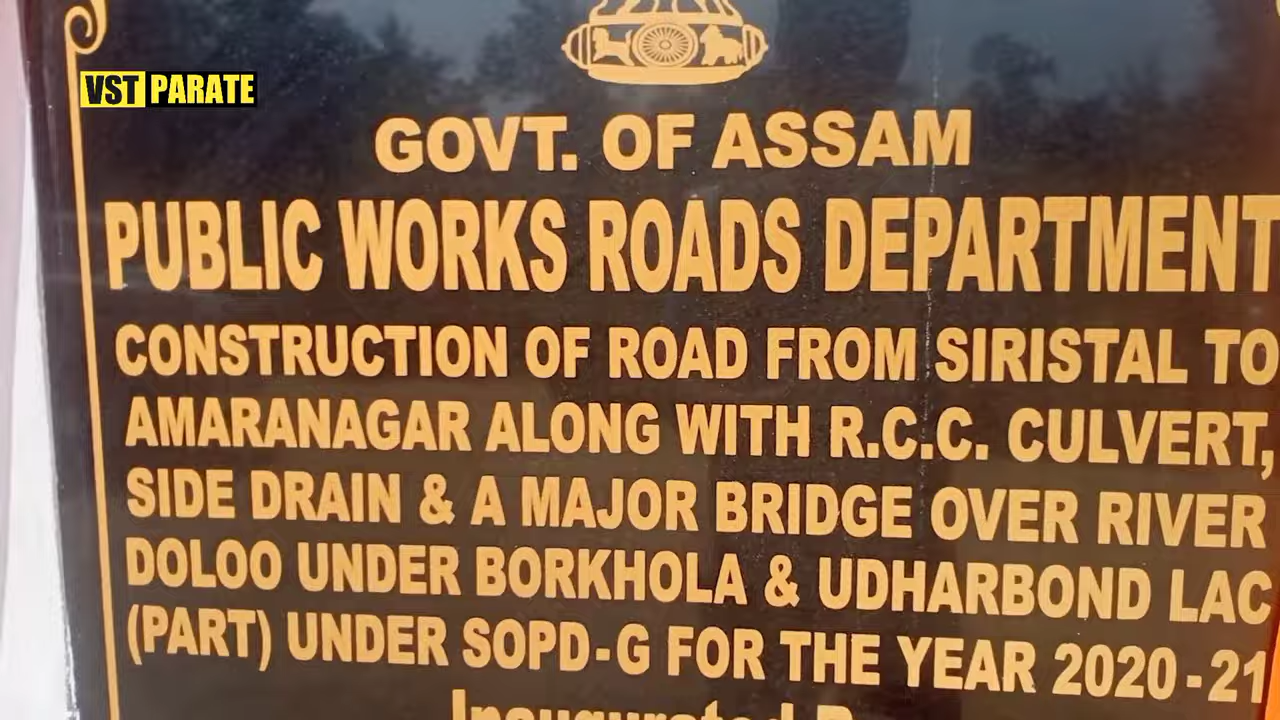 VST PARATE
GOVT. OF ASSAM
PUBLIC WORKS ROADS DEPARTMENT
CONSTRUCTION OF ROAD FROM SIRISTAL TO
AMARANAGAR ALONG WITH R.C.C. CULVERT,
SIDE DRAIN & A MAJOR BRIDGE OVER RIVER
DOLOO UNDER BORKHOLA & UDHARBOND LAC
(PART) UNDER SOPD-G FOR THE YEAR 2020-21
Inaugurated